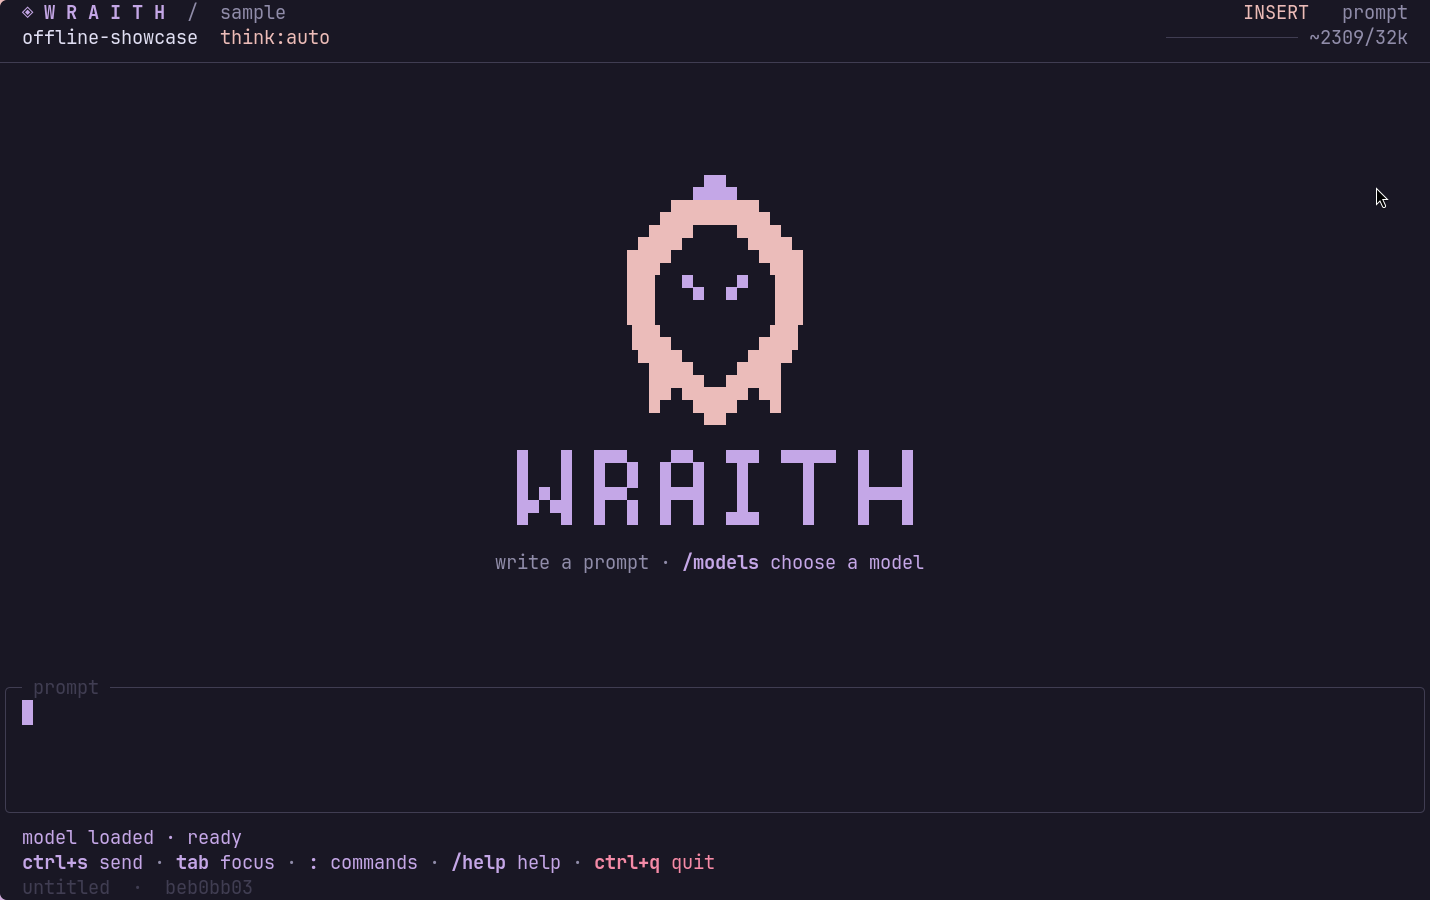 ◈ W R A I T H / sample INSERT prompt
offline-showcase think:auto ~2309/32k
WRAITH
write a prompt · /models choose a model
prompt
model loaded · ready
ctrl+s send · tab focus · : commands · /help help · ctrl+q quit
untitled · beb0bb03